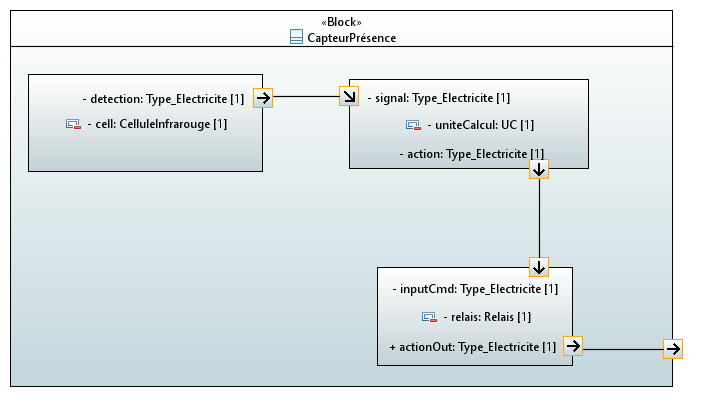 «Block»
CapteurPrésence
- detection: Type_Electricite [1]
- cell: CelluleInfrarouge [1]
- signal: Type_Electricite [1]
- uniteCalcul: UC [1]
- action: Type_Electricite [1]
- inputCmd: Type_Electricite [1]
- relais: Relais [1]
+ actionOut: Type_Electricite [1]